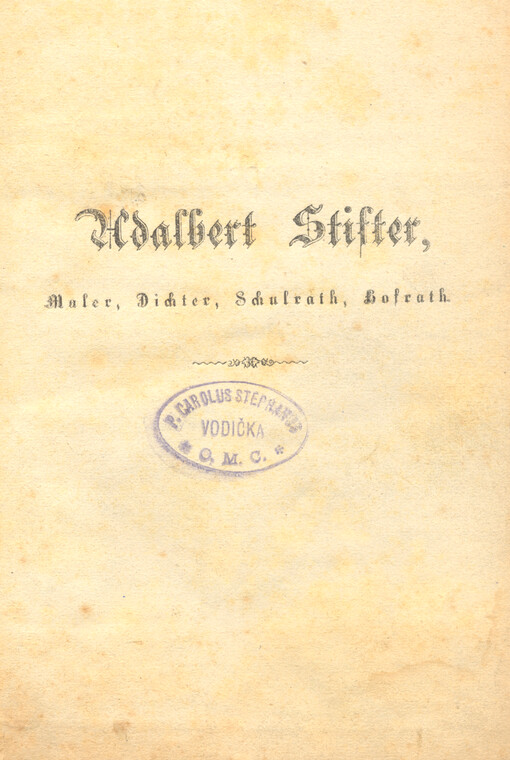 Adalbert Stifter,
Maler, Dichter, Schulrath, Hofrath.
P. CAROLUS STEPHANUS
VODIČKA
* O. M. C. *